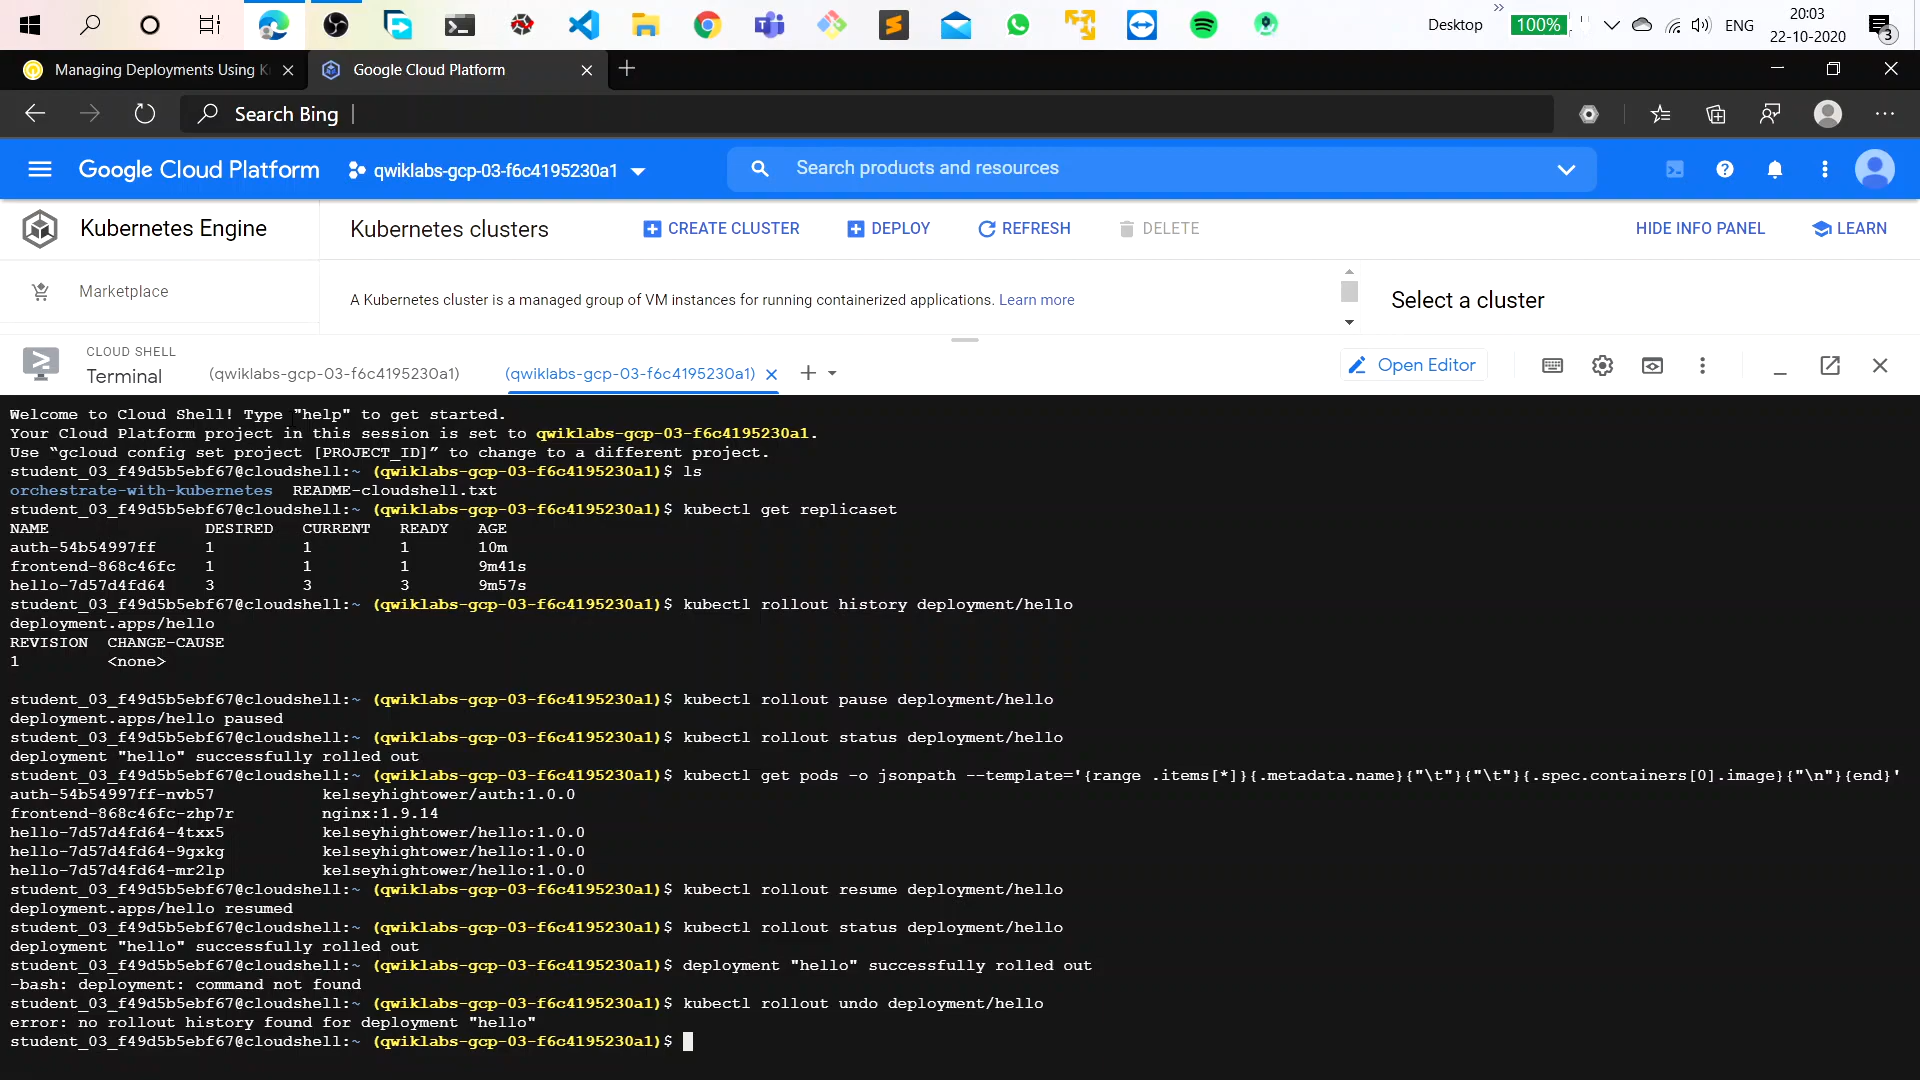 Desktop
100%
ENG
20:03
22-10-2020
3
Managing Deployments Using K
Google Cloud Platform
Search Bing
Google Cloud Platform
qwiklabs-gcp-03-f6c4195230a1
Search products and resources
Kubernetes Engine
Kubernetes clusters
CREATE CLUSTER
DEPLOY
REFRESH
DELETE
HIDE INFO PANEL
LEARN
Marketplace
A Kubernetes cluster is a managed group of VM instances for running containerized applications. Learn more
Select a cluster
CLOUD SHELL
Terminal
(qwiklabs-gcp-03-f6c4195230a1)
(qwiklabs-gcp-03-f6c4195230a1)
Open Editor
Welcome to Cloud Shell! Type "help" to get started.
Your Cloud Platform project in this session is set to qwiklabs-gcp-03-f6c4195230a1.
Use “gcloud config set project [PROJECT_ID]” to change to a different project.
student_03_f49d5b5ebf67@cloudshell:~ (qwiklabs-gcp-03-f6c4195230a1)$ ls
orchestrate-with-kubernetes  README-cloudshell.txt
student_03_f49d5b5ebf67@cloudshell:~ (qwiklabs-gcp-03-f6c4195230a1)$ kubectl get replicaset
NAME                DESIRED   CURRENT   READY   AGE
auth-54b54997ff     1         1         1       10m
frontend-868c46fc   1         1         1       9m41s
hello-7d57d4fd64    3         3         3       9m57s
student_03_f49d5b5ebf67@cloudshell:~ (qwiklabs-gcp-03-f6c4195230a1)$ kubectl rollout history deployment/hello
deployment.apps/hello
REVISION  CHANGE-CAUSE
1         <none>
student_03_f49d5b5ebf67@cloudshell:~ (qwiklabs-gcp-03-f6c4195230a1)$ kubectl rollout pause deployment/hello
deployment.apps/hello paused
student_03_f49d5b5ebf67@cloudshell:~ (qwiklabs-gcp-03-f6c4195230a1)$ kubectl rollout status deployment/hello
deployment "hello" successfully rolled out
student_03_f49d5b5ebf67@cloudshell:~ (qwiklabs-gcp-03-f6c4195230a1)$ kubectl get pods -o jsonpath --template='{range .items[*]}{.metadata.name}{"\t"}{"\t"}{.spec.containers[0].image}{"\n"}{end}'
auth-54b54997ff-nvb57           kelseyhightower/auth:1.0.0
frontend-868c46fc-zhp7r         nginx:1.9.14
hello-7d57d4fd64-4txx5          kelseyhightower/hello:1.0.0
hello-7d57d4fd64-9gxkg          kelseyhightower/hello:1.0.0
hello-7d57d4fd64-mr2lp          kelseyhightower/hello:1.0.0
student_03_f49d5b5ebf67@cloudshell:~ (qwiklabs-gcp-03-f6c4195230a1)$ kubectl rollout resume deployment/hello
deployment.apps/hello resumed
student_03_f49d5b5ebf67@cloudshell:~ (qwiklabs-gcp-03-f6c4195230a1)$ kubectl rollout status deployment/hello
deployment "hello" successfully rolled out
student_03_f49d5b5ebf67@cloudshell:~ (qwiklabs-gcp-03-f6c4195230a1)$ deployment "hello" successfully rolled out
-bash: deployment: command not found
student_03_f49d5b5ebf67@cloudshell:~ (qwiklabs-gcp-03-f6c4195230a1)$ kubectl rollout undo deployment/hello
error: no rollout history found for deployment "hello"
student_03_f49d5b5ebf67@cloudshell:~ (qwiklabs-gcp-03-f6c4195230a1)$